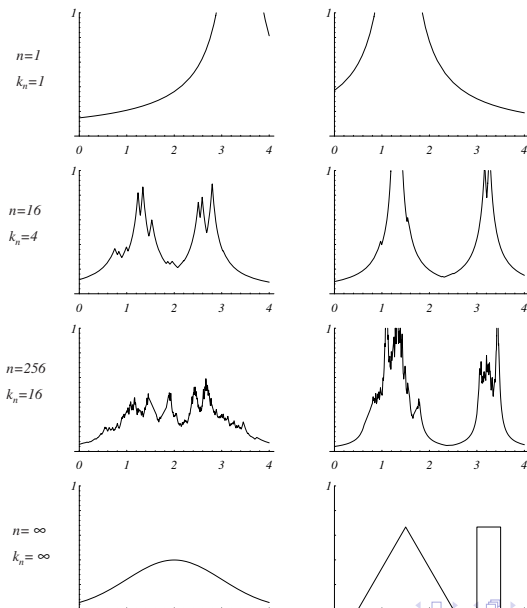 1
1
n=1
k_n=1
0 1 2 3 4
0 1 2 3 4
1
1
n=16
k_n=4
0 1 2 3 4
0 1 2 3 4
1
1
n=256
k_n=16
0 1 2 3 4
0 1 2 3 4
1
1
n= ∞
k_n= ∞